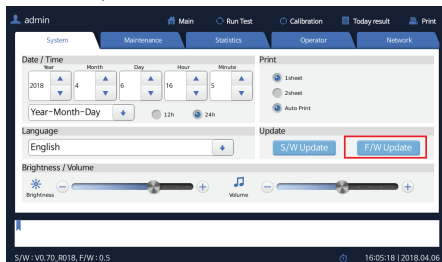 admin
Main
Run Test
Calibration
Today result
Print
System
Maintenance
Statistics
Operator
Network
Date / Time
Year Month Day Hour Minute
2018 4 6 16 5
Year-Month-Day
12h
24h
Print
1sheet
2sheet
Auto Print
Language
English
Update
S/W Update
F/W Update
Brightness / Volume
Brightness
Volume
S/W : V0.70_R018, F/W : 0.5
16:05:18 | 2018.04.06